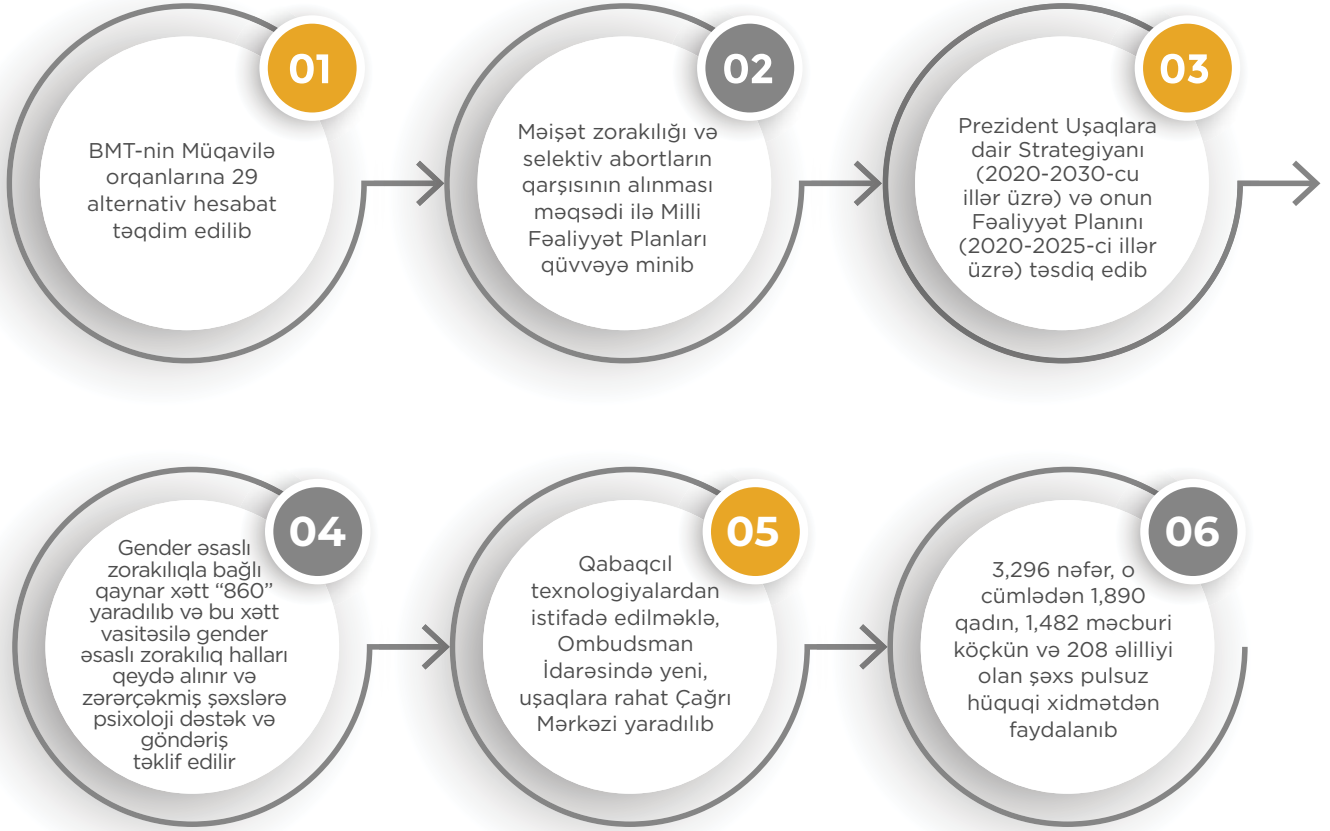 01
BMT-nin Müqavilə
orqanlarına 29
alternativ hesabat
təqdim edilib
02
Məişət zorakılığı və
selektiv abortların
qarşısının alınması
məqsədi ilə Milli
Fəaliyyət Planları
qüvvəyə minib
03
Prezident Uşaqlara
dair Strategiyanı
(2020-2030-cu
illər üzrə) və onun
Fəaliyyət Planını
(2020-2025-ci illər
üzrə) təsdiq edib
04
Gender əsaslı
zorakılıqla bağlı
qaynar xətt “860”
yaradılıb və bu xətt
vasitəsilə gender
əsaslı zorakılıq halları
qeydə alınır və
zərərçəkmiş şəxslərə
psixoloji dəstək və
göndəriş
təklif edilir
05
Qabaqcıl
texnologiyalardan
istifadə edilməklə,
Ombudsman
İdarəsində yeni,
uşaqlara rahat Çağrı
Mərkəzi yaradılıb
06
3,296 nəfər, o
cümlədən 1,890
qadın, 1,482 məcburi
köçkün və 208 əlilliyi
olan şəxs pulsuz
hüquqi xidmətdən
faydalanıb